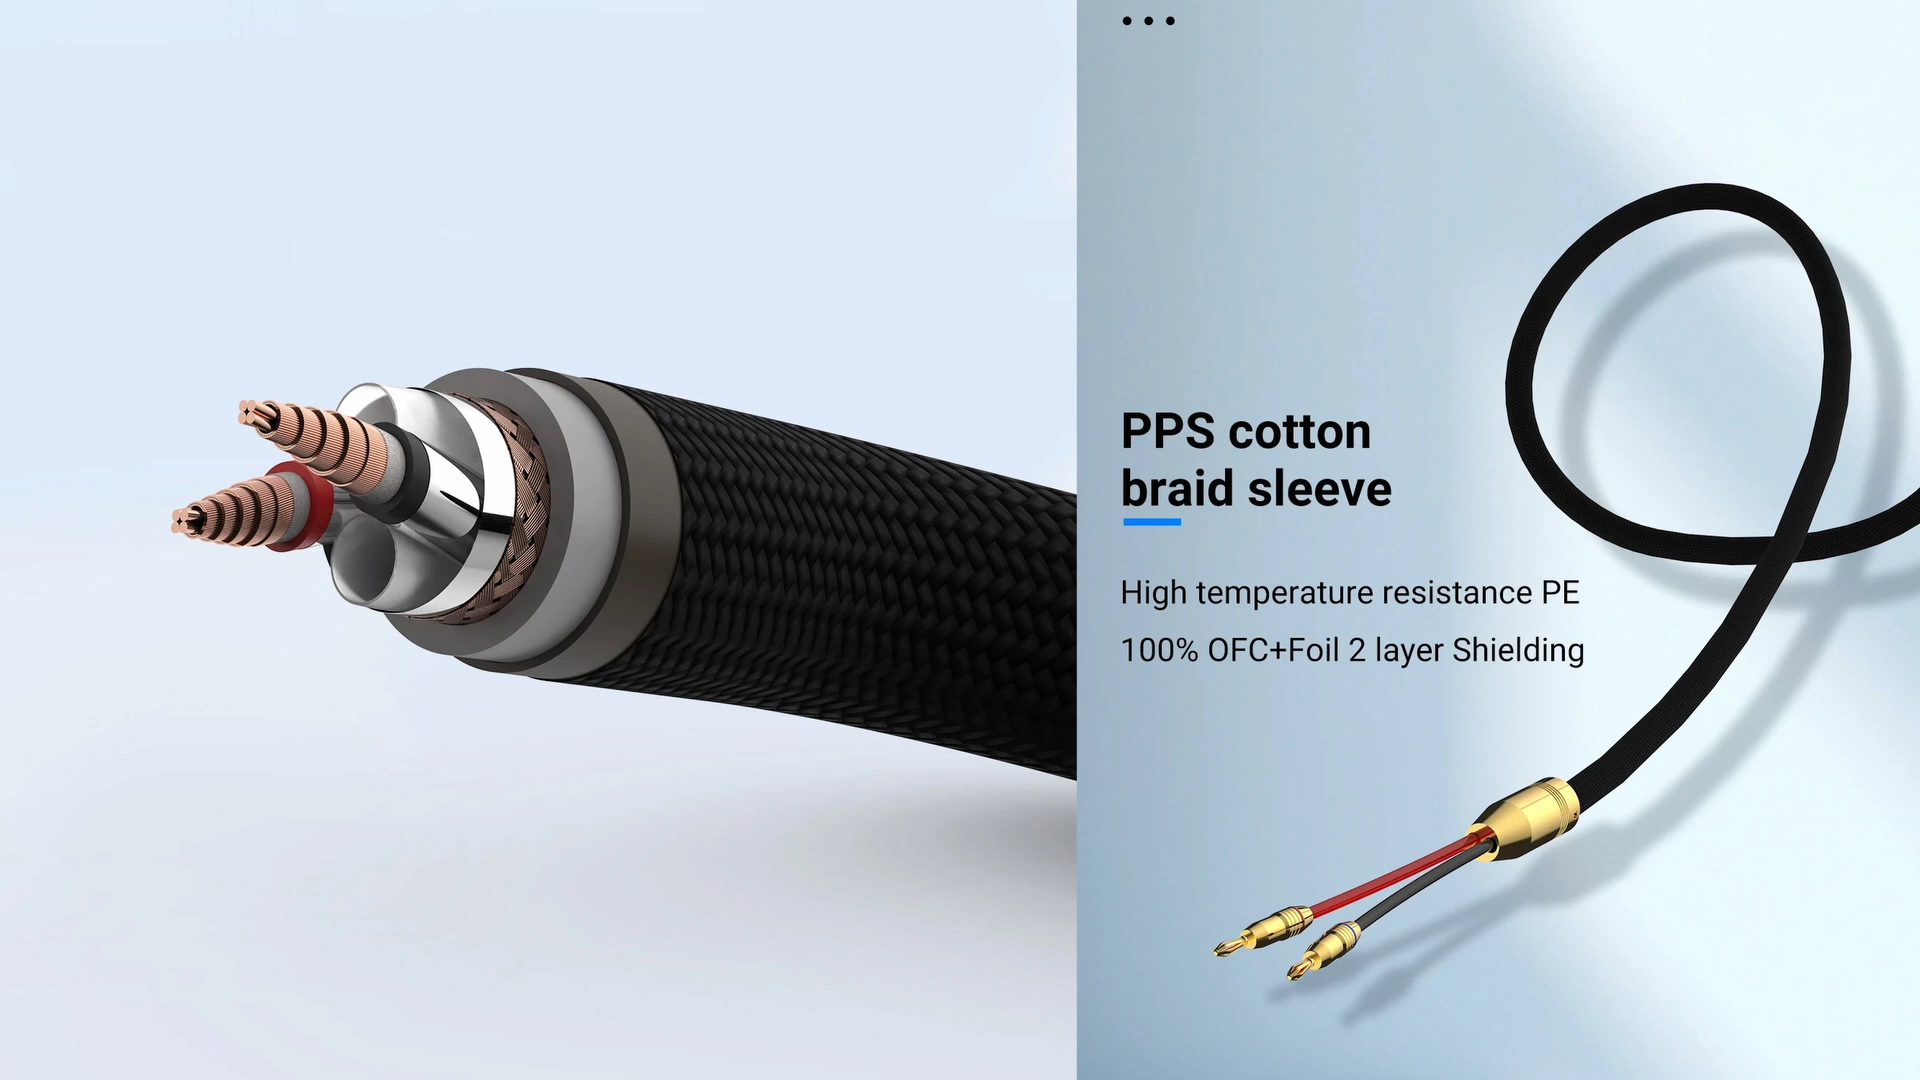 PPS cotton
braid sleeve
High temperature resistance PE
100% OFC+Foil 2 layer Shielding